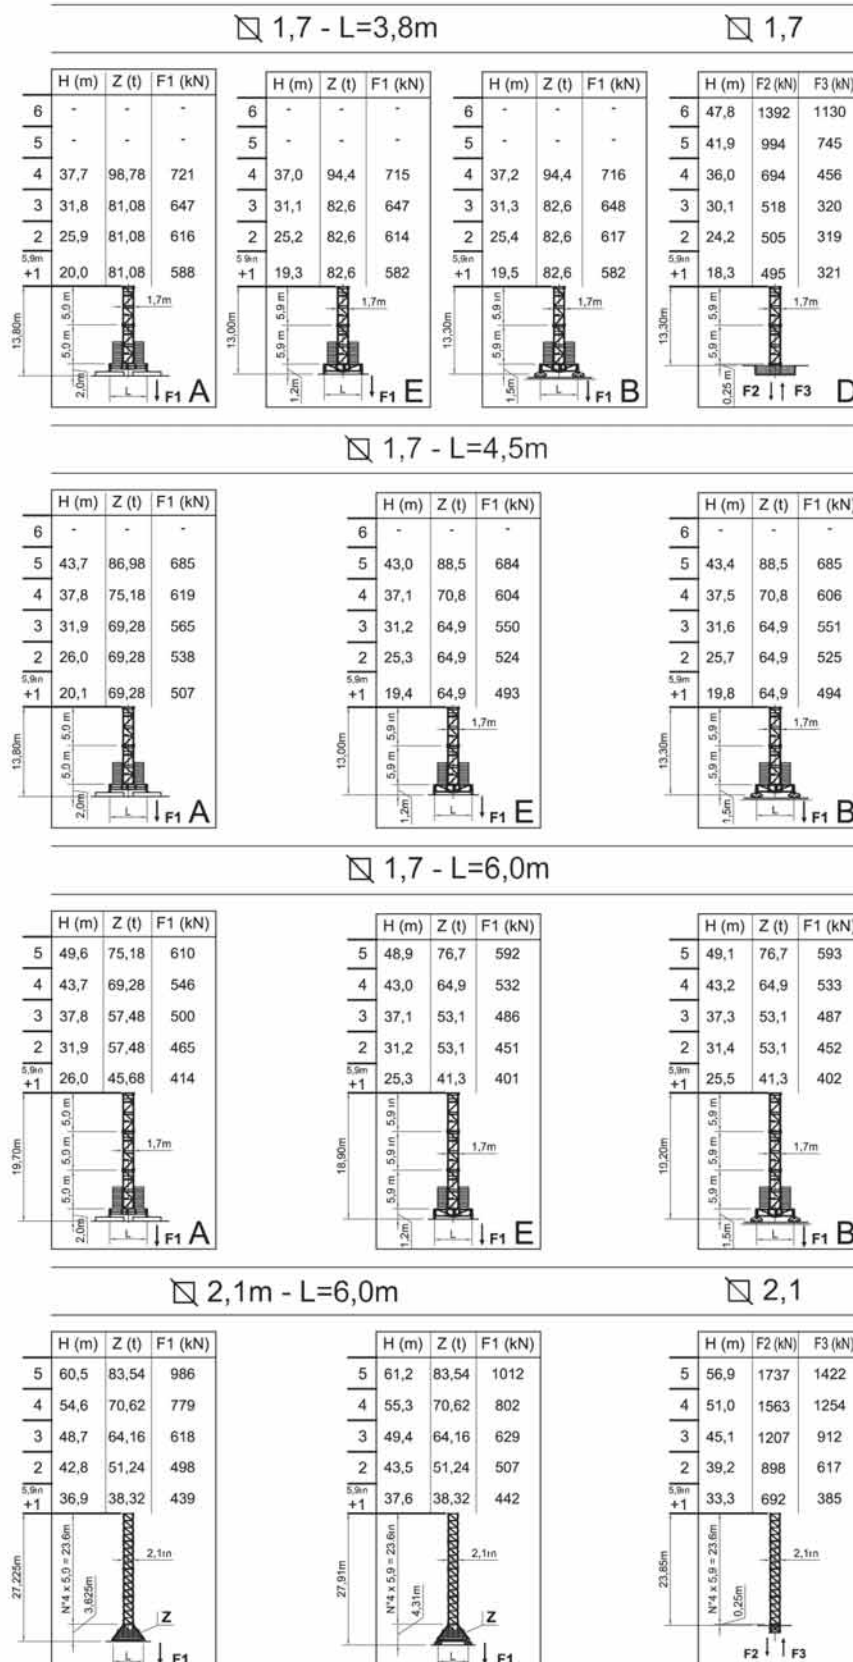 1,7 - L=3,8m
1,7
H (m) Z (t) F1 (kN)
6 - - -
5 - - -
4 37,7 98,78 721
3 31,8 81,08 647
2 25,9 81,08 616
5,9m
+1 20,0 81,08 588
13,80m
5,9 m
5,9 m
2,0m
1,7m
L
F1 A
H (m) Z (t) F1 (kN)
6 - - -
5 - - -
4 37,0 94,4 715
3 31,1 82,6 647
2 25,2 82,6 614
5 9m
+1 19,3 82,6 582
13,00m
5,9 m
5,9 m
1,2m
1,7m
L
F1 E
H (m) Z (t) F1 (kN)
6 - - -
5 - - -
4 37,2 94,4 716
3 31,3 82,6 648
2 25,4 82,6 617
5,9m
+1 19,5 82,6 582
13,30m
5,9 m
5,9 m
1,5m
1,7m
L
F1 B
H (m) F2 (kN) F3 (kN)
6 47,8 1392 1130
5 41,9 994 745
4 36,0 694 456
3 30,1 518 320
2 24,2 505 319
5,9m
+1 18,3 495 321
13,30m
5,9 m
5,9 m
0,25 m
1,7m
F2 F3 D
1,7 - L=4,5m
H (m) Z (t) F1 (kN)
6 - - -
5 43,7 86,98 685
4 37,8 75,18 619
3 31,9 69,28 565
2 26,0 69,28 538
5,9m
+1 20,1 69,28 507
13,80m
5,9 m
5,9 m
2,0m
1,7m
L
F1 A
H (m) Z (t) F1 (kN)
6 - - -
5 43,0 88,5 684
4 37,1 70,8 604
3 31,2 64,9 550
2 25,3 64,9 524
5,9m
+1 19,4 64,9 493
13,00m
5,9 m
5,9 m
1,2m
1,7m
L
F1 E
H (m) Z (t) F1 (kN)
6 - - -
5 43,4 88,5 685
4 37,5 70,8 606
3 31,6 64,9 551
2 25,7 64,9 525
5,9m
+1 19,8 64,9 494
13,30m
5,9 m
5,9 m
1,5m
1,7m
L
F1 B
1,7 - L=6,0m
H (m) Z (t) F1 (kN)
5 49,6 75,18 610
4 43,7 69,28 546
3 37,8 57,48 500
2 31,9 57,48 465
5,9m
+1 26,0 45,68 414
19,70m
5,9 m
5,9 m
5,9 m
2,0m
1,7m
L
F1 A
H (m) Z (t) F1 (kN)
5 48,9 76,7 592
4 43,0 64,9 532
3 37,1 53,1 486
2 31,2 53,1 451
5,9m
+1 25,3 41,3 401
18,90m
5,9 m
5,9 m
5,9 m
1,2m
1,7m
L
F1 E
H (m) Z (t) F1 (kN)
5 49,1 76,7 593
4 43,2 64,9 533
3 37,3 53,1 487
2 31,4 53,1 452
5,9m
+1 25,5 41,3 402
19,20m
5,9 m
5,9 m
5,9 m
1,5m
1,7m
L
F1 B
2,1m - L=6,0m
2,1
H (m) Z (t) F1 (kN)
5 60,5 83,54 986
4 54,6 70,62 779
3 48,7 64,16 618
2 42,8 51,24 498
5,9m
+1 36,9 38,32 439
27,225m
N°4 x 5,9 = 23.6m
3,625m
2,1m
Z
L
F1
H (m) Z (t) F1 (kN)
5 61,2 83,54 1012
4 55,3 70,62 802
3 49,4 64,16 629
2 43,5 51,24 507
5,9m
+1 37,6 38,32 442
27,91m
N°4 x 5,9 = 23.6m
4,31m
2,1m
Z
L
F1
H (m) F2 (kN) F3 (kN)
5 56,9 1737 1422
4 51,0 1563 1254
3 45,1 1207 912
2 39,2 898 617
5,9m
+1 33,3 692 385
23,85m
N°4 x 5,9 = 23.6m
0,25m
2,1m
F2 F3